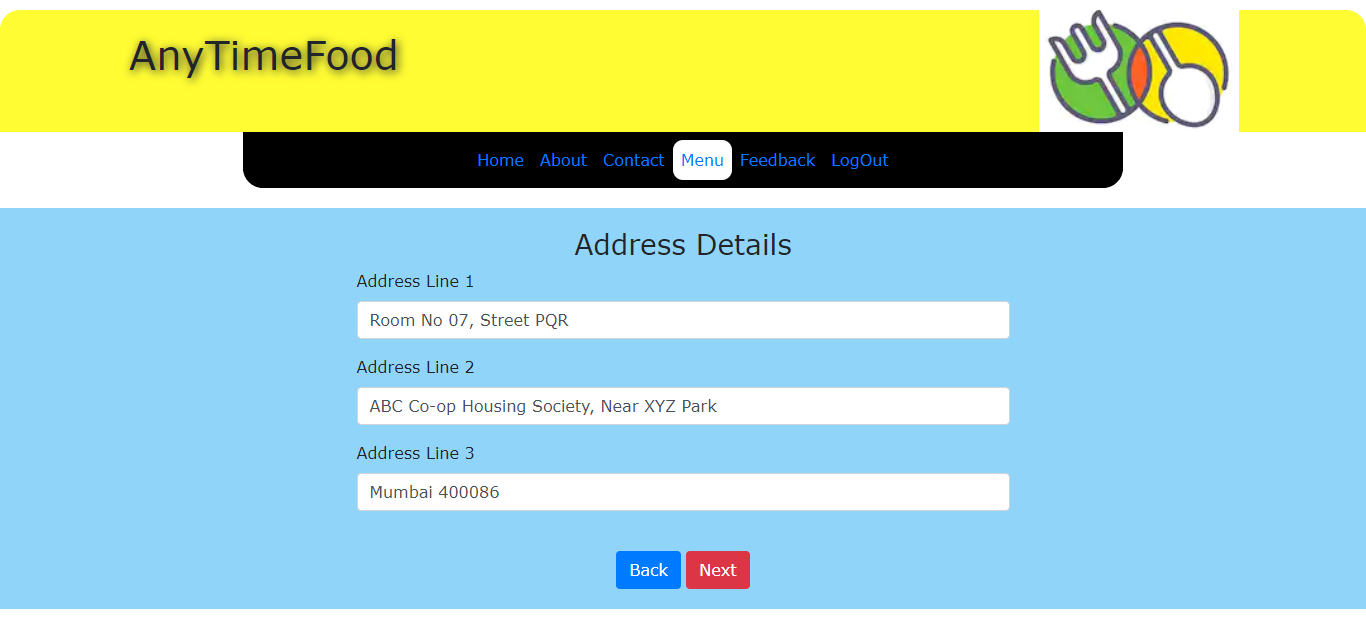 AnyTimeFood
Home About Contact Menu Feedback LogOut
Address Details
Address Line 1
Room No 07, Street PQR
Address Line 2
ABC Co-op Housing Society, Near XYZ Park
Address Line 3
Mumbai 400086
Back Next